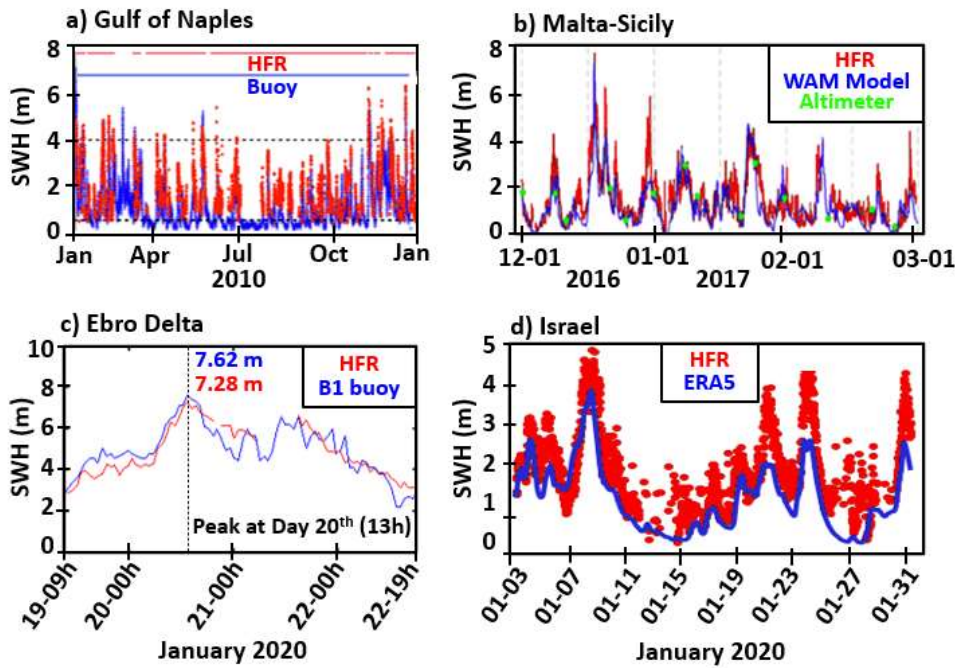 a) Gulf of Naples
SWH (m)
8
6
4
2
0
HFR
Buoy
Jan Apr Jul Oct Jan
2010
b) Malta-Sicily
SWH (m)
8
6
4
2
0
HFR
WAM Model
Altimeter
12-01 01-01 02-01 03-01
2016 2017
c) Ebro Delta
SWH (m)
10
8
6
4
2
0
7.62 m
7.28 m
HFR
B1 buoy
Peak at Day 20th (13h)
19-09h 20-00h 21-00h 22-00h 22-19h
January 2020
d) Israel
SWH (m)
5
4
3
2
1
0
HFR
ERA5
01-03 01-07 01-11 01-15 01-19 01-23 01-27 01-31
January 2020